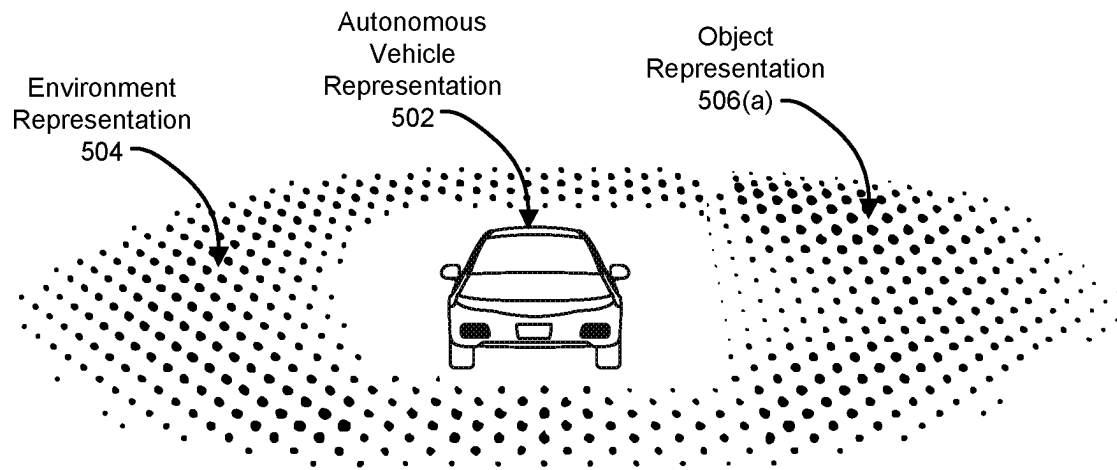 Environment
Representation
504
Autonomous
Vehicle
Representation
502
Object
Representation
506(a)